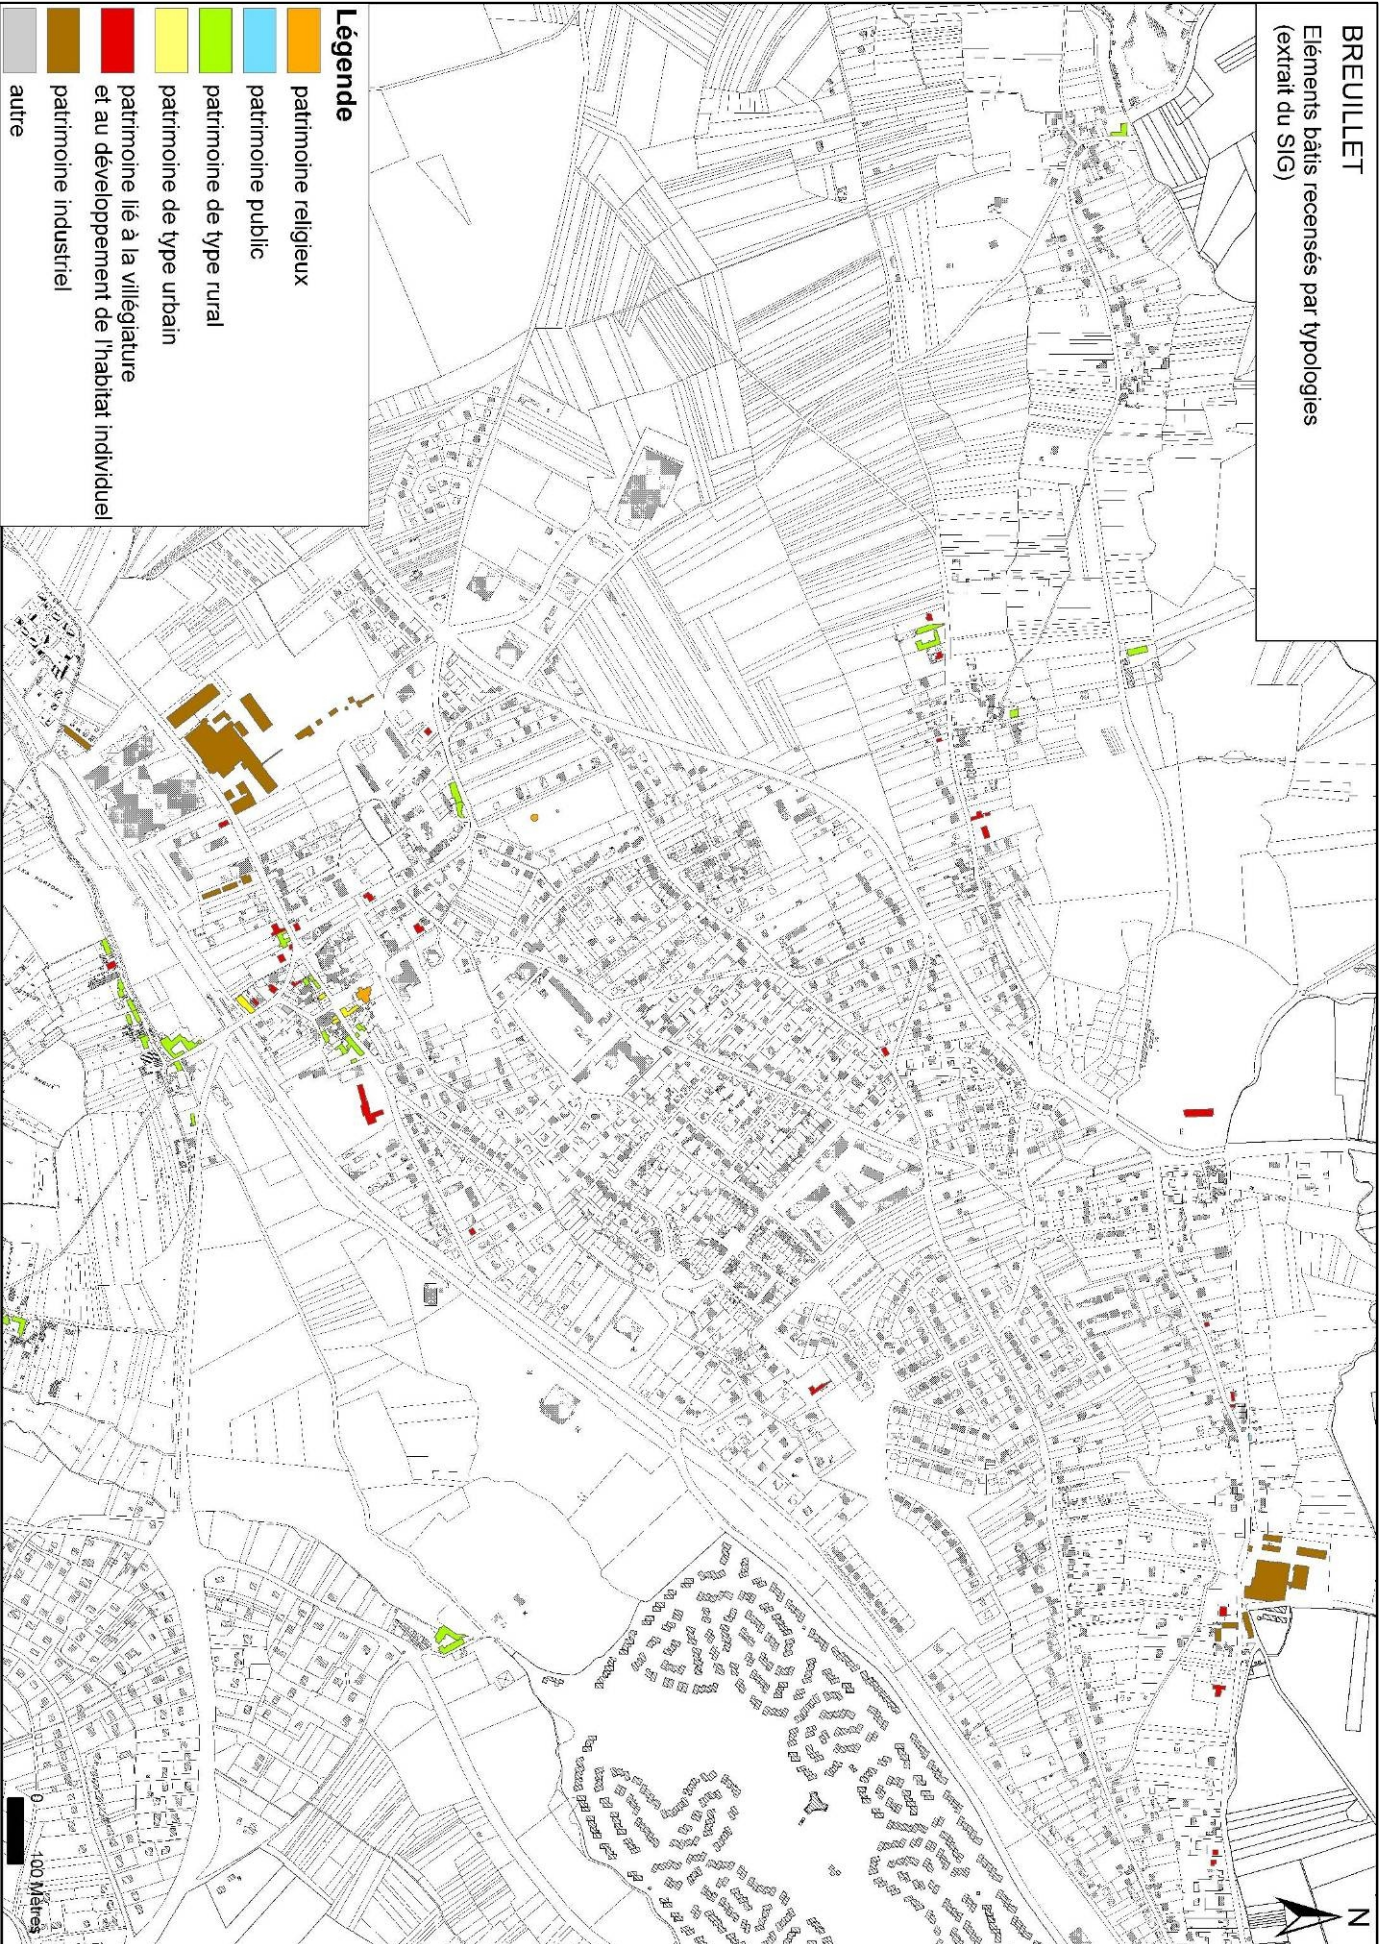 BREUILLET
Eléments bâtis recensés par typologies
(extrait du SIG)
N
Légende
patrimoine religieux
patrimoine public
patrimoine de type rural
patrimoine de type urbain
patrimoine lié à la villégiature
et au développement de l'habitat individuel
patrimoine industriel
autre
0 100 Mètres